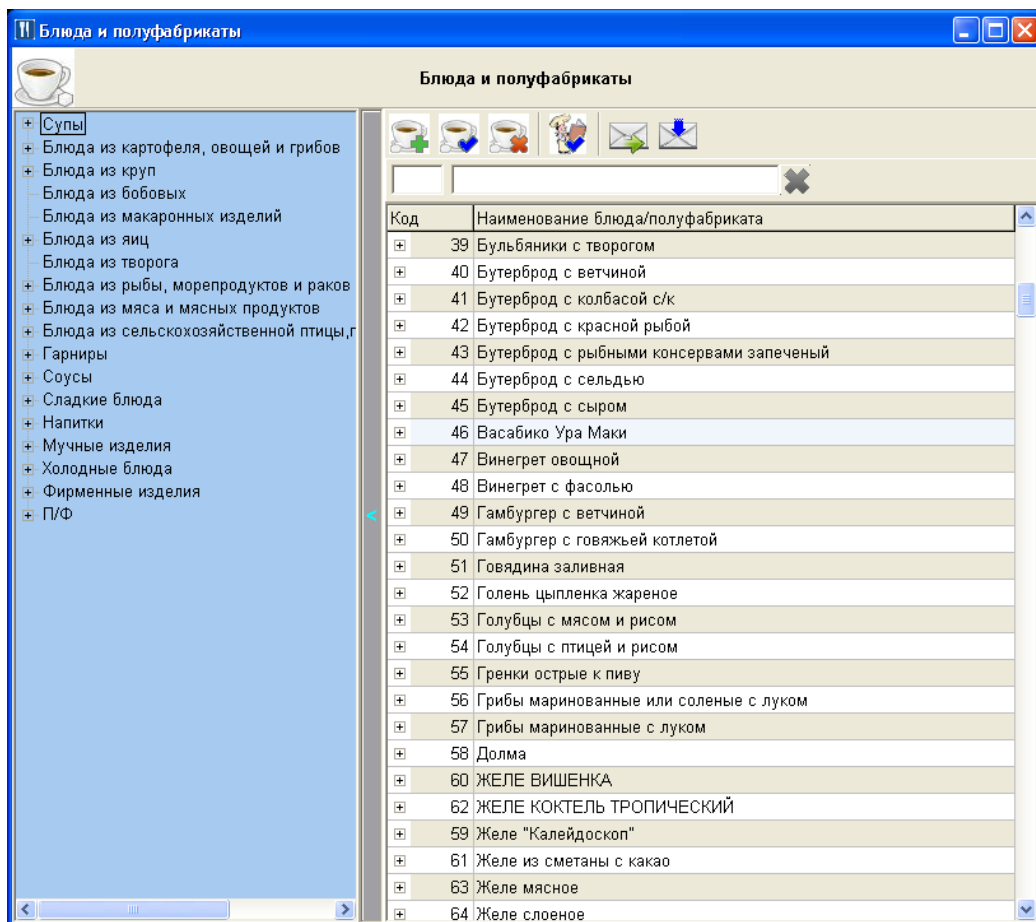 Блюда и полуфабрикаты
Блюда и полуфабрикаты
Супы
Блюда из картофеля, овощей и грибов
Блюда из круп
Блюда из бобовых
Блюда из макаронных изделий
Блюда из яиц
Блюда из творога
Блюда из рыбы, морепродуктов и раков
Блюда из мяса и мясных продуктов
Блюда из сельскохозяйственной птицы,г
Гарниры
Соусы
Сладкие блюда
Напитки
Мучные изделия
Холодные блюда
Фирменные изделия
П/Ф
<
Код Наименование блюда/полуфабриката
39 Бульбяники с творогом
40 Бутерброд с ветчиной
41 Бутерброд с колбасой с/к
42 Бутерброд с красной рыбой
43 Бутерброд с рыбными консервами запеченый
44 Бутерброд с сельдью
45 Бутерброд с сыром
46 Васабико Ура Маки
47 Винегрет овощной
48 Винегрет с фасолью
49 Гамбургер с ветчиной
50 Гамбургер с говяжьей котлетой
51 Говядина заливная
52 Голень цыпленка жареное
53 Голубцы с мясом и рисом
54 Голубцы с птицей и рисом
55 Гренки острые к пиву
56 Грибы маринованные или соленые с луком
57 Грибы маринованные с луком
58 Долма
60 ЖЕЛЕ ВИШЕНКА
62 ЖЕЛЕ КОКТЕЛЬ ТРОПИЧЕСКИЙ
59 Желе "Калейдоскоп"
61 Желе из сметаны с какао
63 Желе мясное
64 Желе слоеное